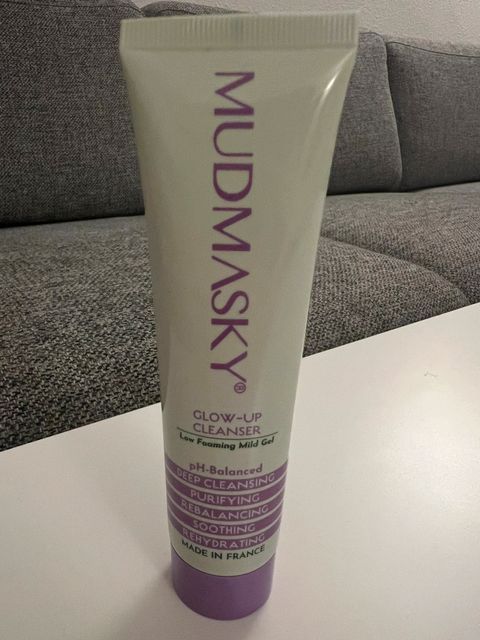 MUDMASKY®
GLOW-UP
CLEANSER
Low Foaming Mild Gel
pH-Balanced
DEEP CLEANSING
PURIFYING
REBALANCING
SOOTHING
REHYDRATING
MADE IN FRANCE